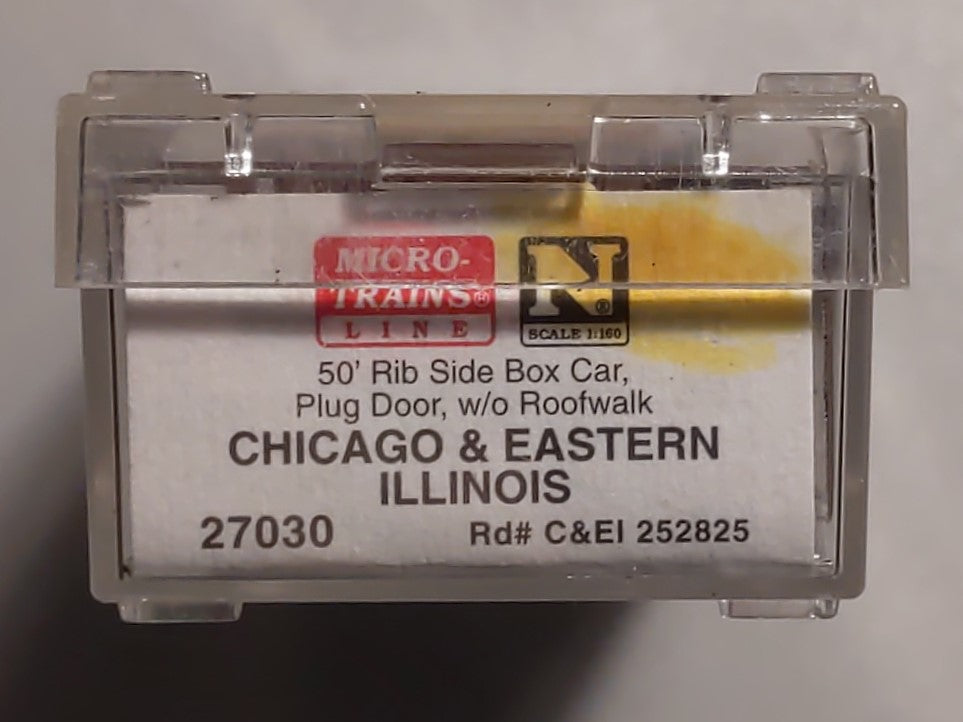 MICRO-
TRAINS®
LINE
N®
SCALE 1:160
50' Rib Side Box Car,
Plug Door, w/o Roofwalk
CHICAGO & EASTERN
ILLINOIS
27030 Rd# C&EI 252825